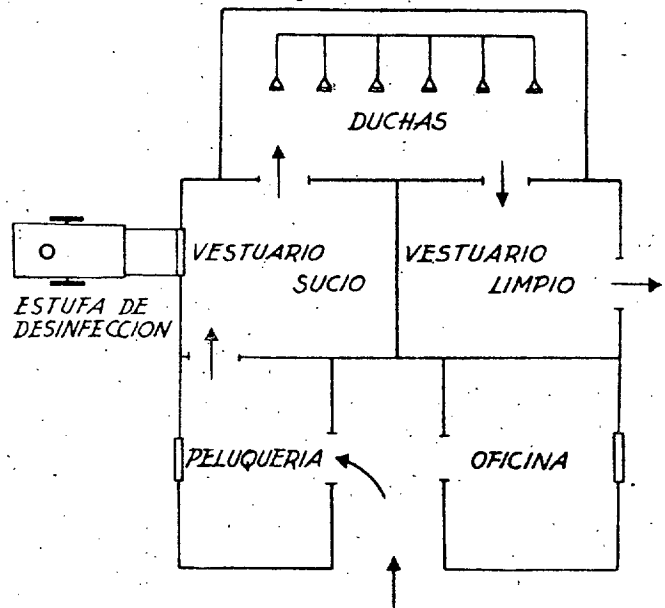 DUCHAS
VESTUARIO
SUCIO
VESTUARIO
LIMPIO
ESTUFA DE
DESINFECCION
PELUQUERIA
OFICINA